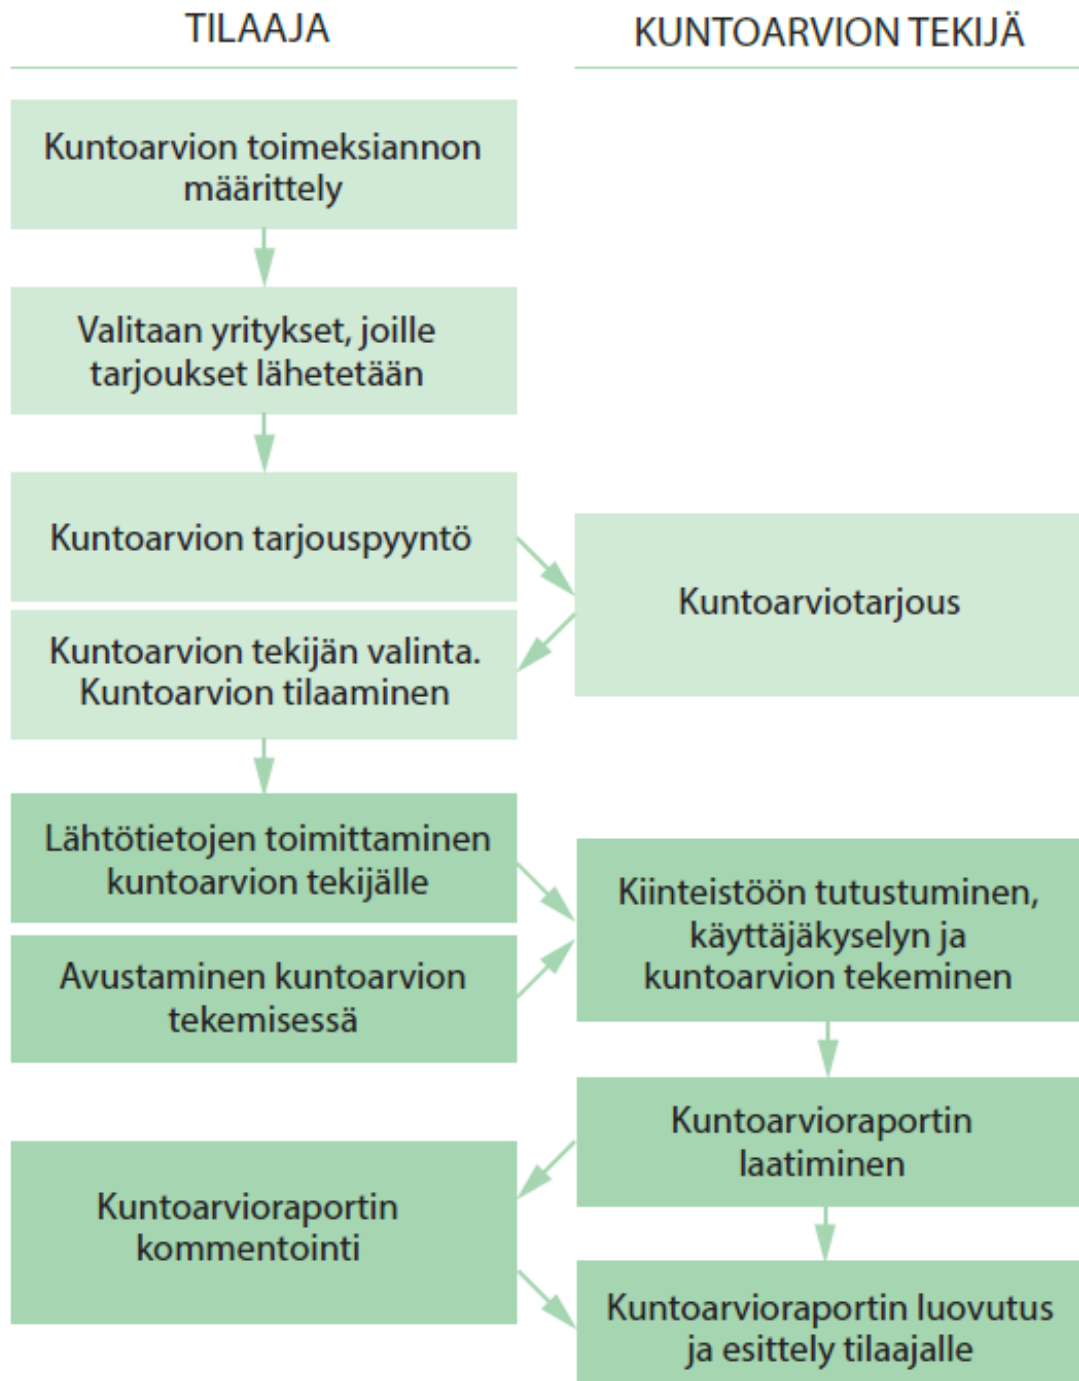 TILAAJA
KUNTOARVION TEKIJÄ
Kuntoarvion toimeksiannon
määrittely
Valitaan yritykset, joille
tarjoukset lähetetään
Kuntoarvion tarjouspyyntö
Kuntoarviotarjous
Kuntoarvion tekijän valinta.
Kuntoarvion tilaaminen
Lähtötietojen toimittaminen
kuntoarvion tekijälle
Avustaminen kuntoarvion
tekemisessä
Kiinteistöön tutustuminen,
käyttäjäkyselyn ja
kuntoarvion tekeminen
Kuntoarvioraportin
laatiminen
Kuntoarvioraportin
kommentointi
Kuntoarvioraportin luovutus
ja esittely tilaajalle